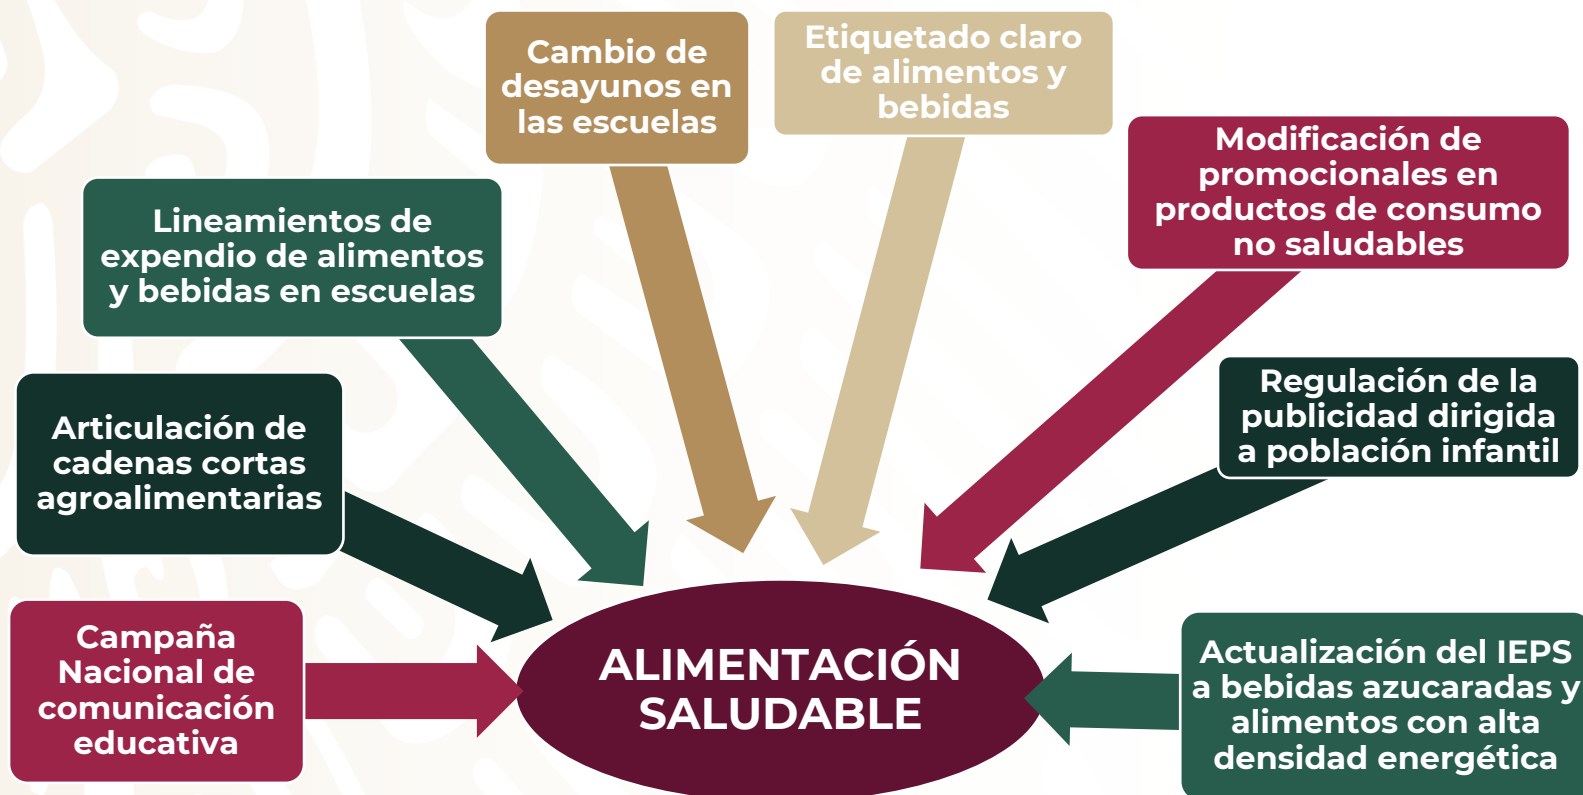 Cambio de
desayunos en
las escuelas
Etiquetado claro
de alimentos y
bebidas
Modificación de
promocionales en
productos de consumo
no saludables
Lineamientos de
expendio de alimentos
y bebidas en escuelas
Regulación de la
publicidad dirigida
a población infantil
Articulación de
cadenas cortas
agroalimentarias
Campaña
Nacional de
comunicación
educativa
ALIMENTACIÓN
SALUDABLE
Actualización del IEPS
a bebidas azucaradas y
alimentos con alta
densidad energética